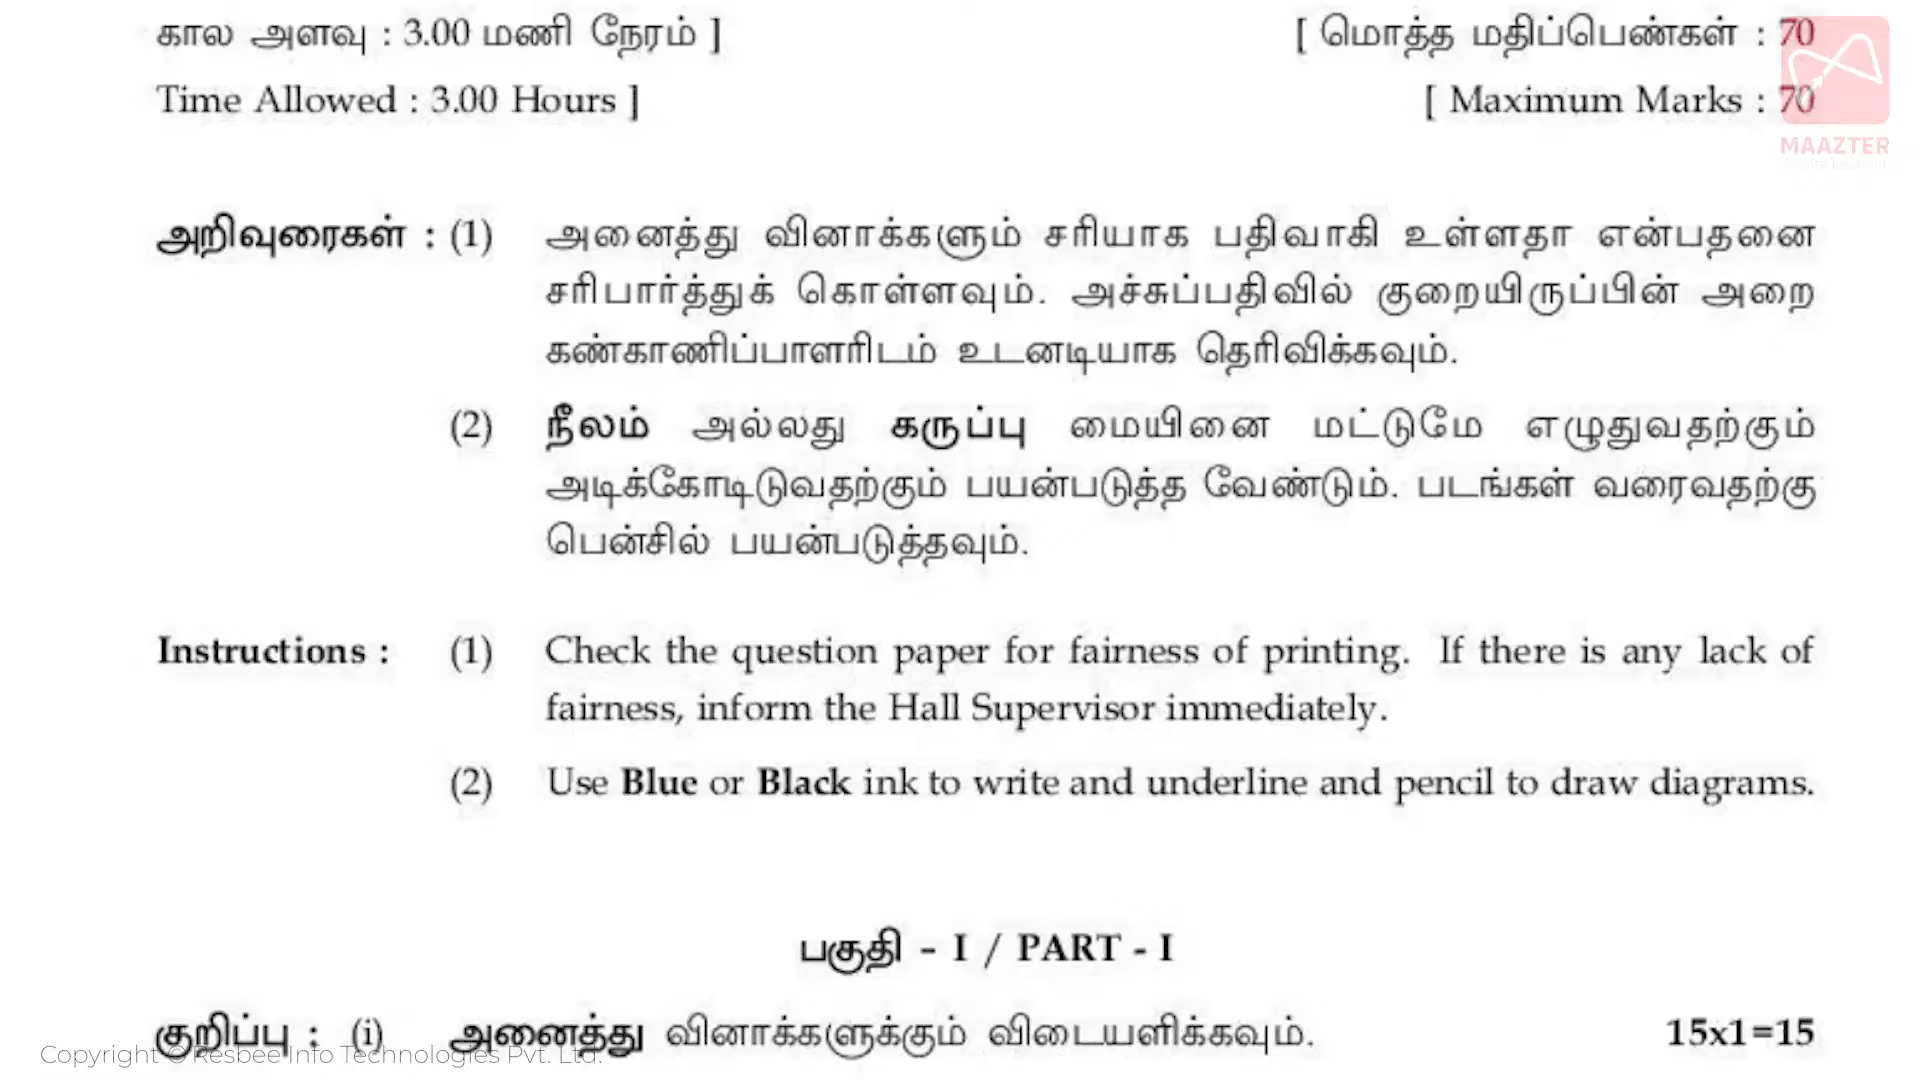 கால அளவு : 3.00 மணி நேரம் ]
[ மொத்த மதிப்பெண்கள் : 70
Time Allowed : 3.00 Hours ]
[ Maximum Marks : 70
MAAZTER
அறிவுரைகள் : (1) அனைத்து வினாக்களும் சரியாக பதிவாகி உள்ளதா என்பதனை
சரிபார்த்துக் கொள்ளவும். அச்சுப்பதிவில் குறையிருப்பின் அறை
கண்காணிப்பாளரிடம் உடனடியாக தெரிவிக்கவும்.
(2) நீலம் அல்லது கருப்பு மையினை மட்டுமே எழுதுவதற்கும்
அடிக்கோடிடுவதற்கும் பயன்படுத்த வேண்டும். படங்கள் வரைவதற்கு
பென்சில் பயன்படுத்தவும்.
Instructions : (1) Check the question paper for fairness of printing. If there is any lack of
fairness, inform the Hall Supervisor immediately.
(2) Use Blue or Black ink to write and underline and pencil to draw diagrams.
பகுதி - I / PART - I
குறிப்பு : (i) அனைத்து வினாக்களுக்கும் விடையளிக்கவும். 15x1=15
Copyright © Resbee Info Technologies Pvt. Ltd.